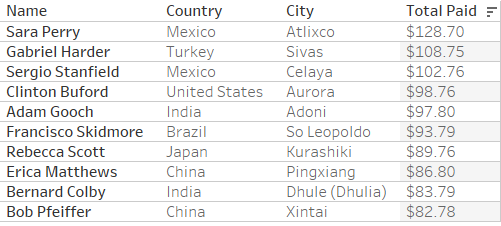 Name Country City Total Paid
Sara Perry Mexico Atlixco $128.70
Gabriel Harder Turkey Sivas $108.75
Sergio Stanfield Mexico Celaya $102.76
Clinton Buford United States Aurora $98.76
Adam Gooch India Adoni $97.80
Francisco Skidmore Brazil So Leopoldo $93.79
Rebecca Scott Japan Kurashiki $89.76
Erica Matthews China Pingxiang $86.80
Bernard Colby India Dhule (Dhulia) $83.79
Bob Pfeiffer China Xintai $82.78